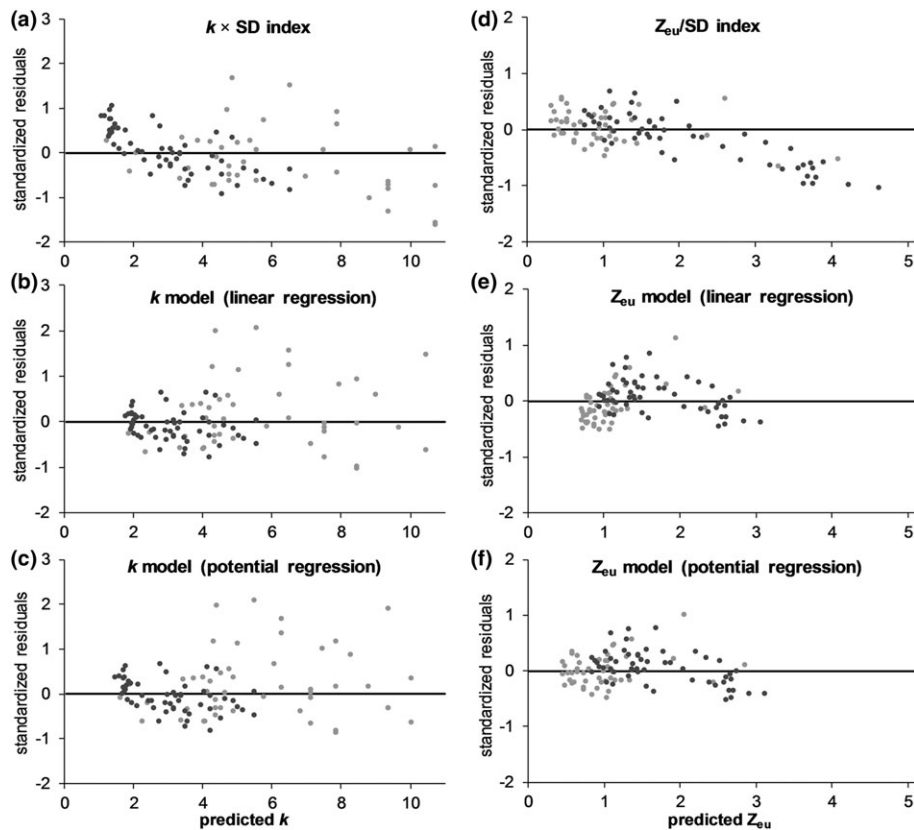 (a)
k × SD index
3
2
1
0
-1
-2
standardized residuals
0 2 4 6 8 10
(b)
k model (linear regression)
3
2
1
0
-1
-2
standardized residuals
0 2 4 6 8 10
(c)
k model (potential regression)
3
2
1
0
-1
-2
standardized residuals
0 2 4 6 8 10
predicted k
(d)
Zeu/SD index
2
1
0
-1
-2
standardized residuals
0 1 2 3 4 5
(e)
Zeu model (linear regression)
2
1
0
-1
-2
standardized residuals
0 1 2 3 4 5
(f)
Zeu model (potential regression)
2
1
0
-1
-2
standardized residuals
0 1 2 3 4 5
predicted Zeu